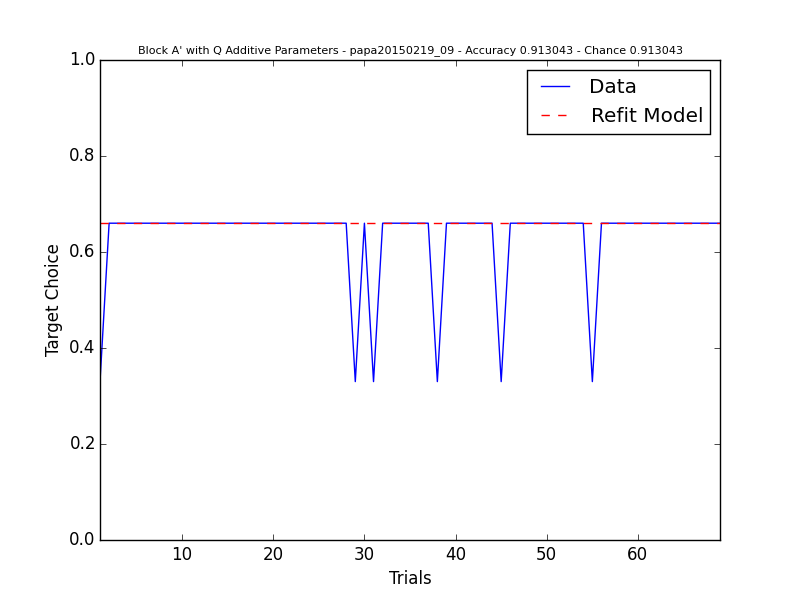 Block A' with Q Additive Parameters - papa20150219_09 - Accuracy 0.913043 - Chance 0.913043
1.0
Data
Refit Model
0.8
0.6
Target Choice
0.4
0.2
0.0
10 20 30 40 50 60
Trials